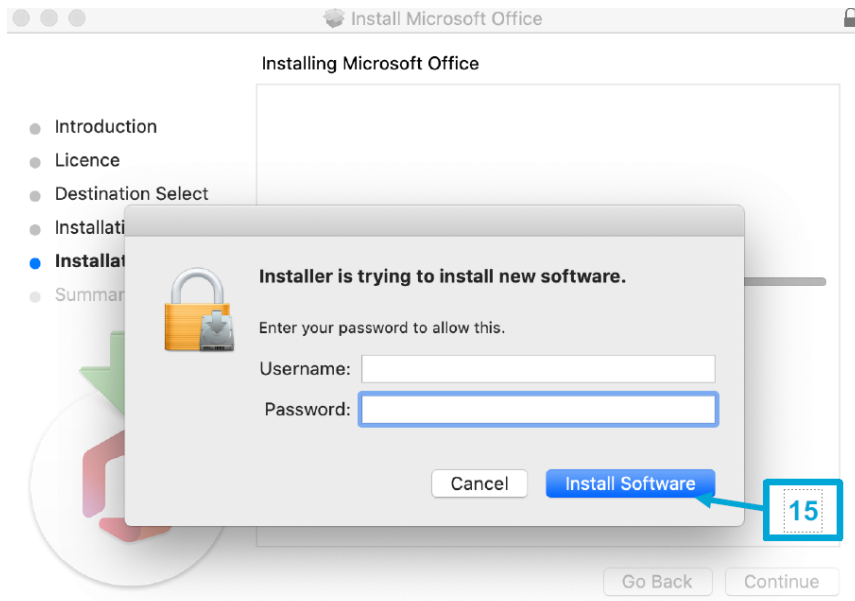 Install Microsoft Office
Installing Microsoft Office
Introduction
Licence
Destination Select
Installati
Installat
Summar
Installer is trying to install new software.
Enter your password to allow this.
Username:
Password:
Cancel
Install Software
15
Go Back
Continue